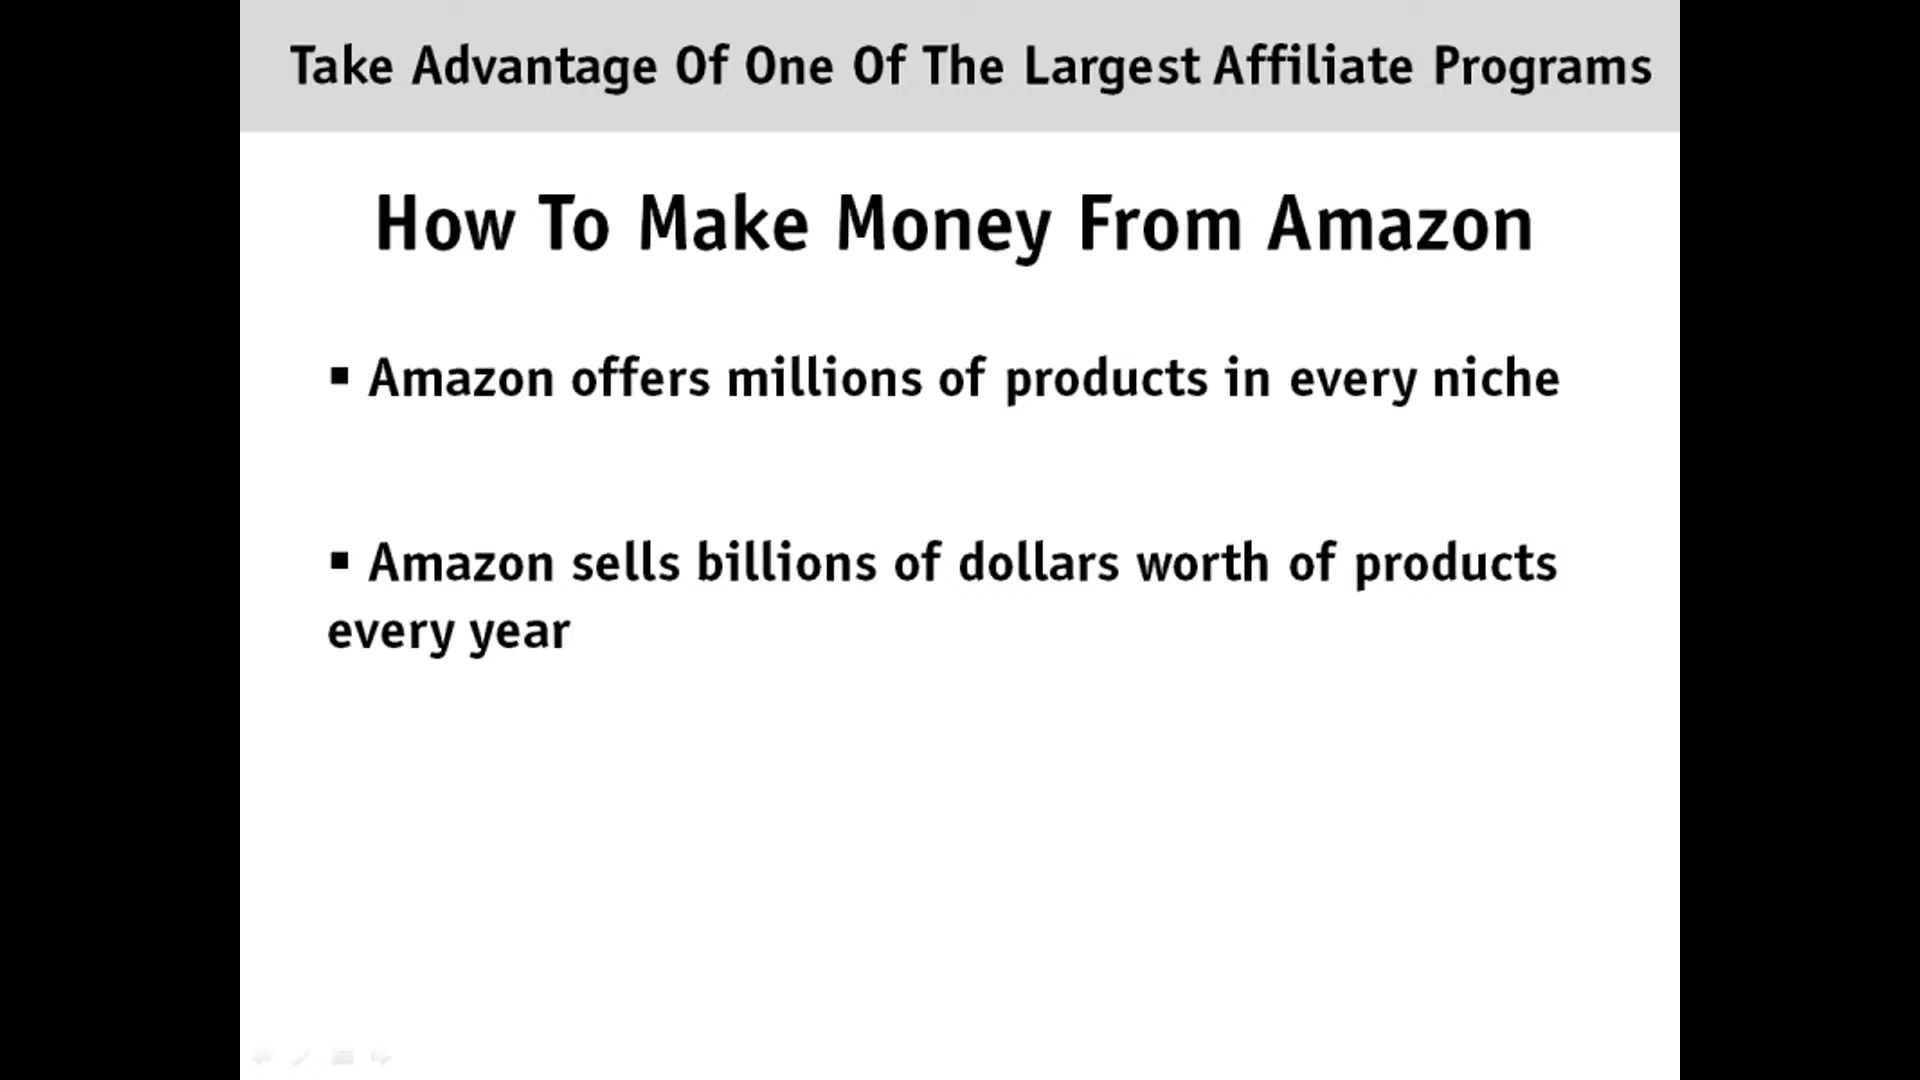 Take Advantage Of One Of The Largest Affiliate Programs
How To Make Money From Amazon
▪ Amazon offers millions of products in every niche
▪ Amazon sells billions of dollars worth of products
every year